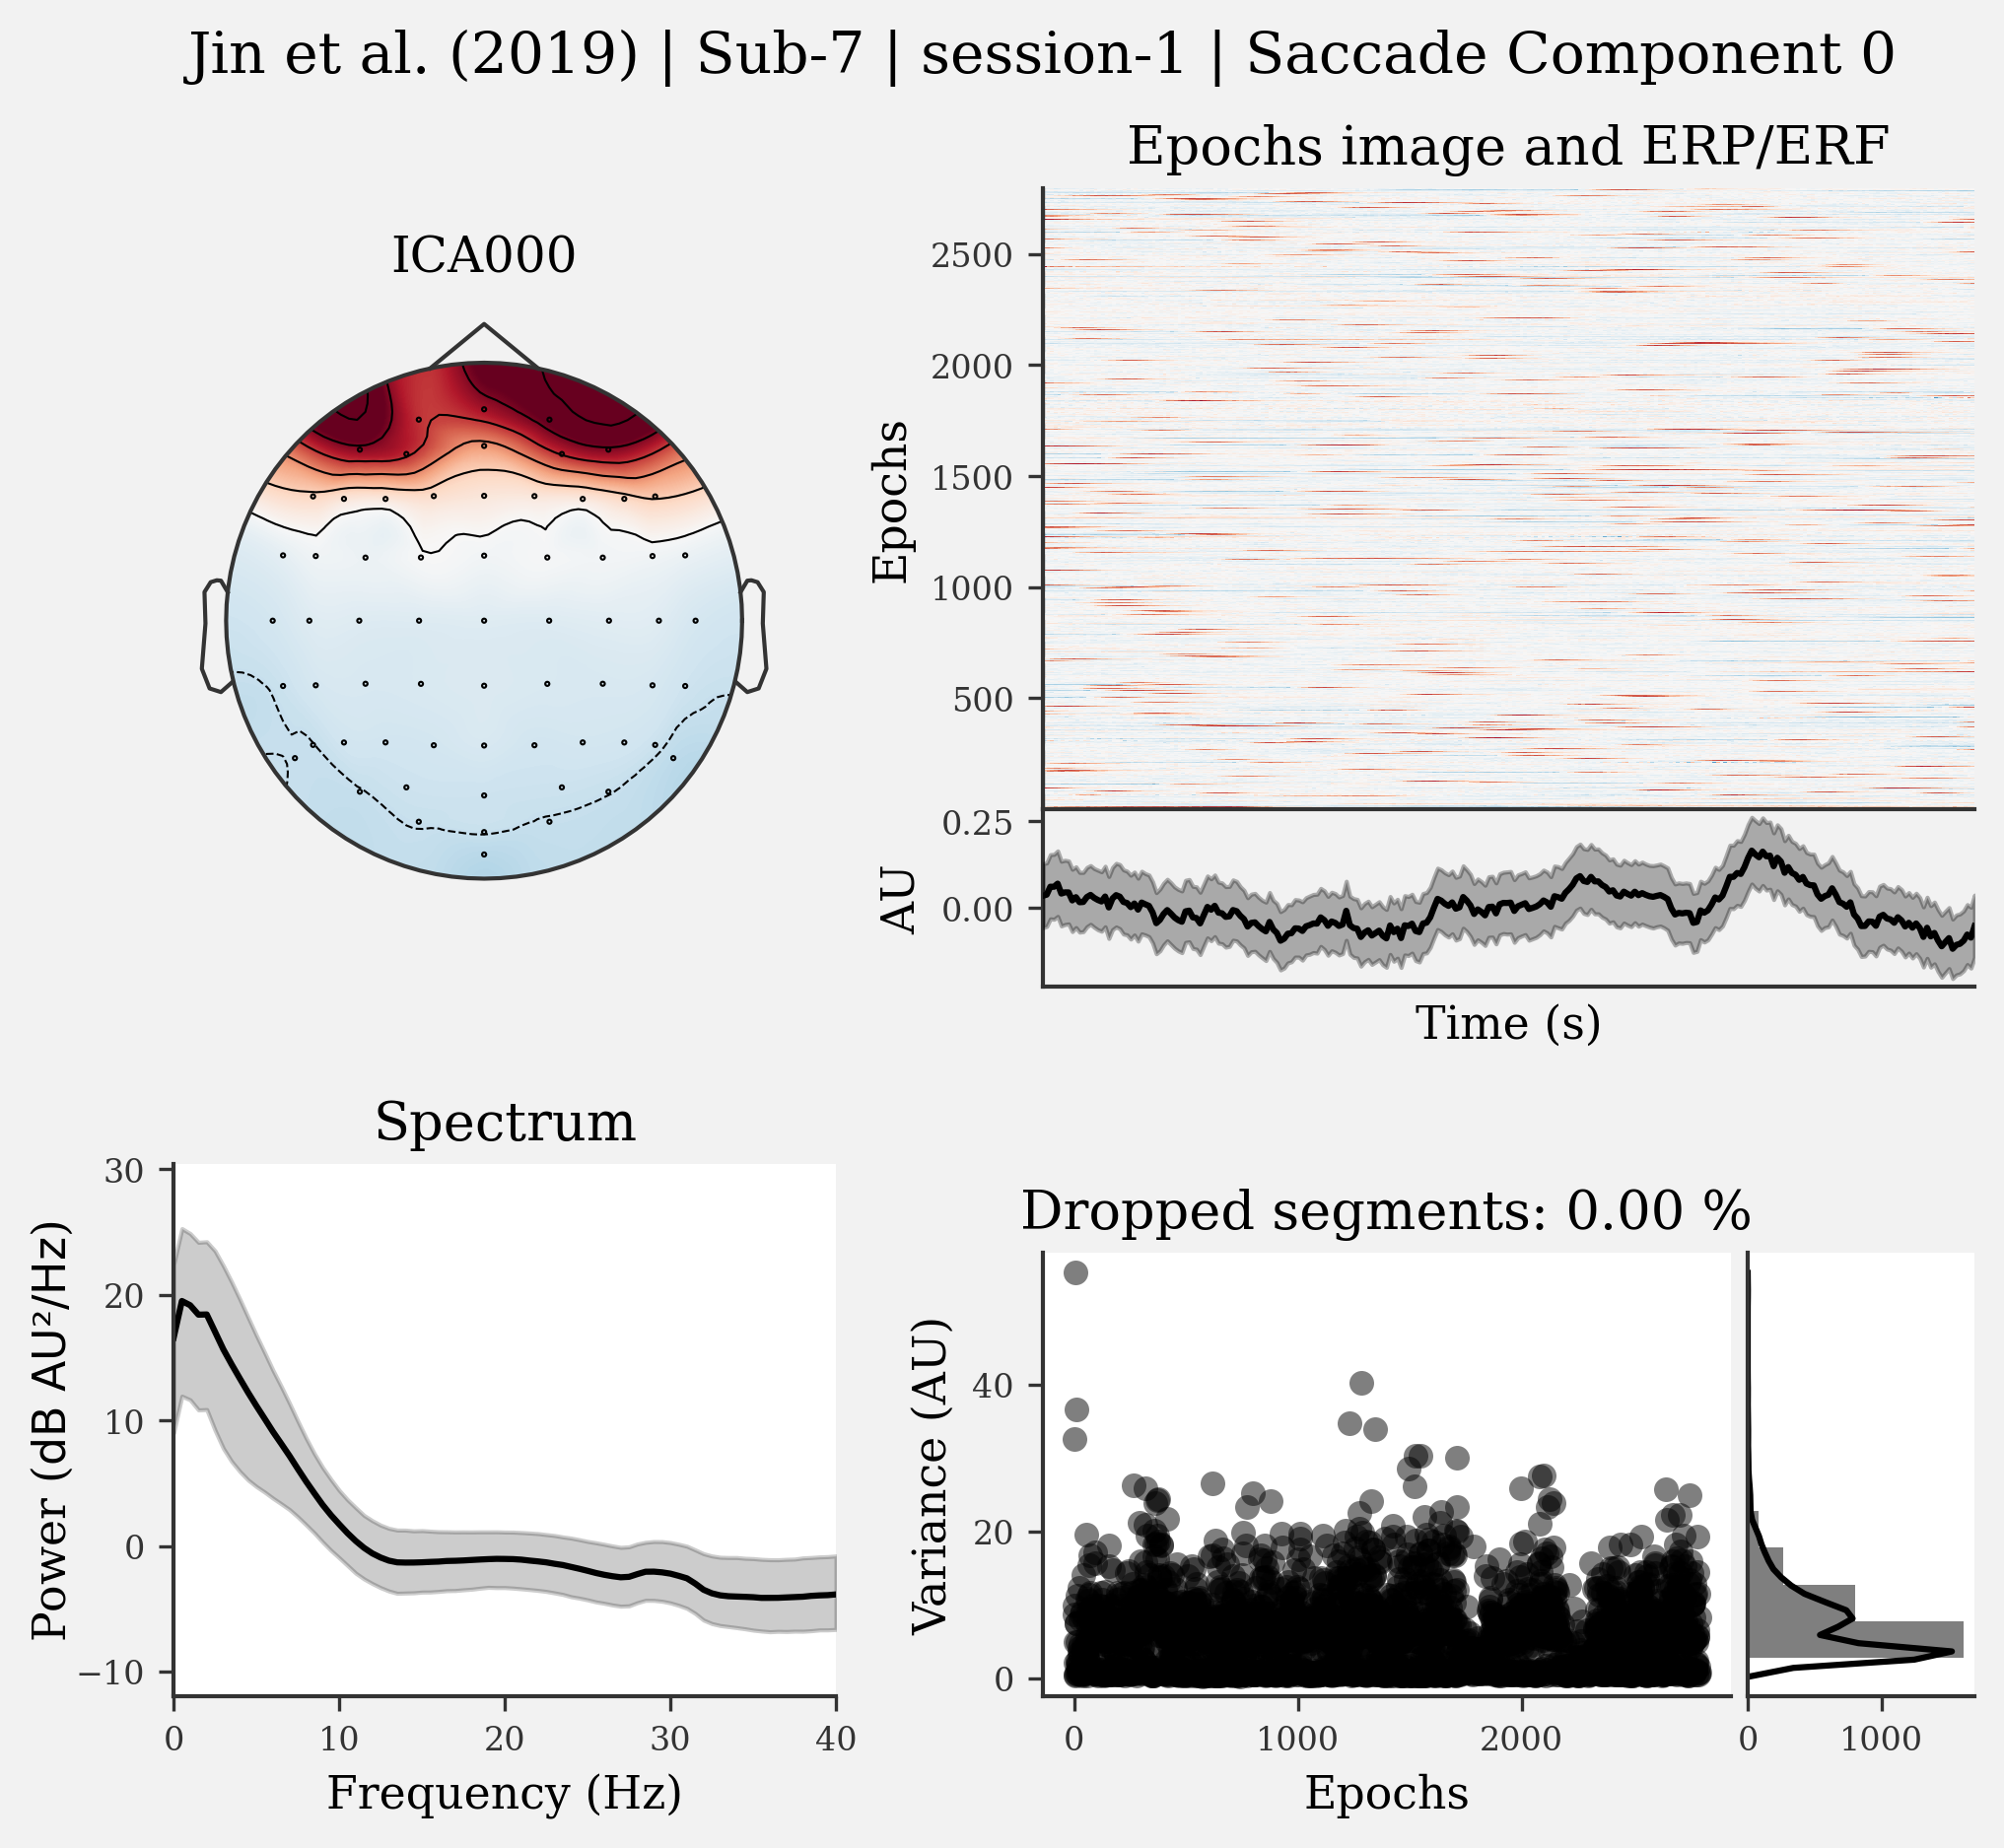 Jin et al. (2019) | Sub-7 | session-1 | Saccade Component 0
ICA000
Epochs image and ERP/ERF
Epochs
2500
2000
1500
1000
500
AU
0.25
0.00
Time (s)
Spectrum
Power (dB AU²/Hz)
30
20
10
0
−10
0 10 20 30 40
Frequency (Hz)
Dropped segments: 0.00 %
Variance (AU)
40
20
0
0 1000 2000
0 1000
Epochs